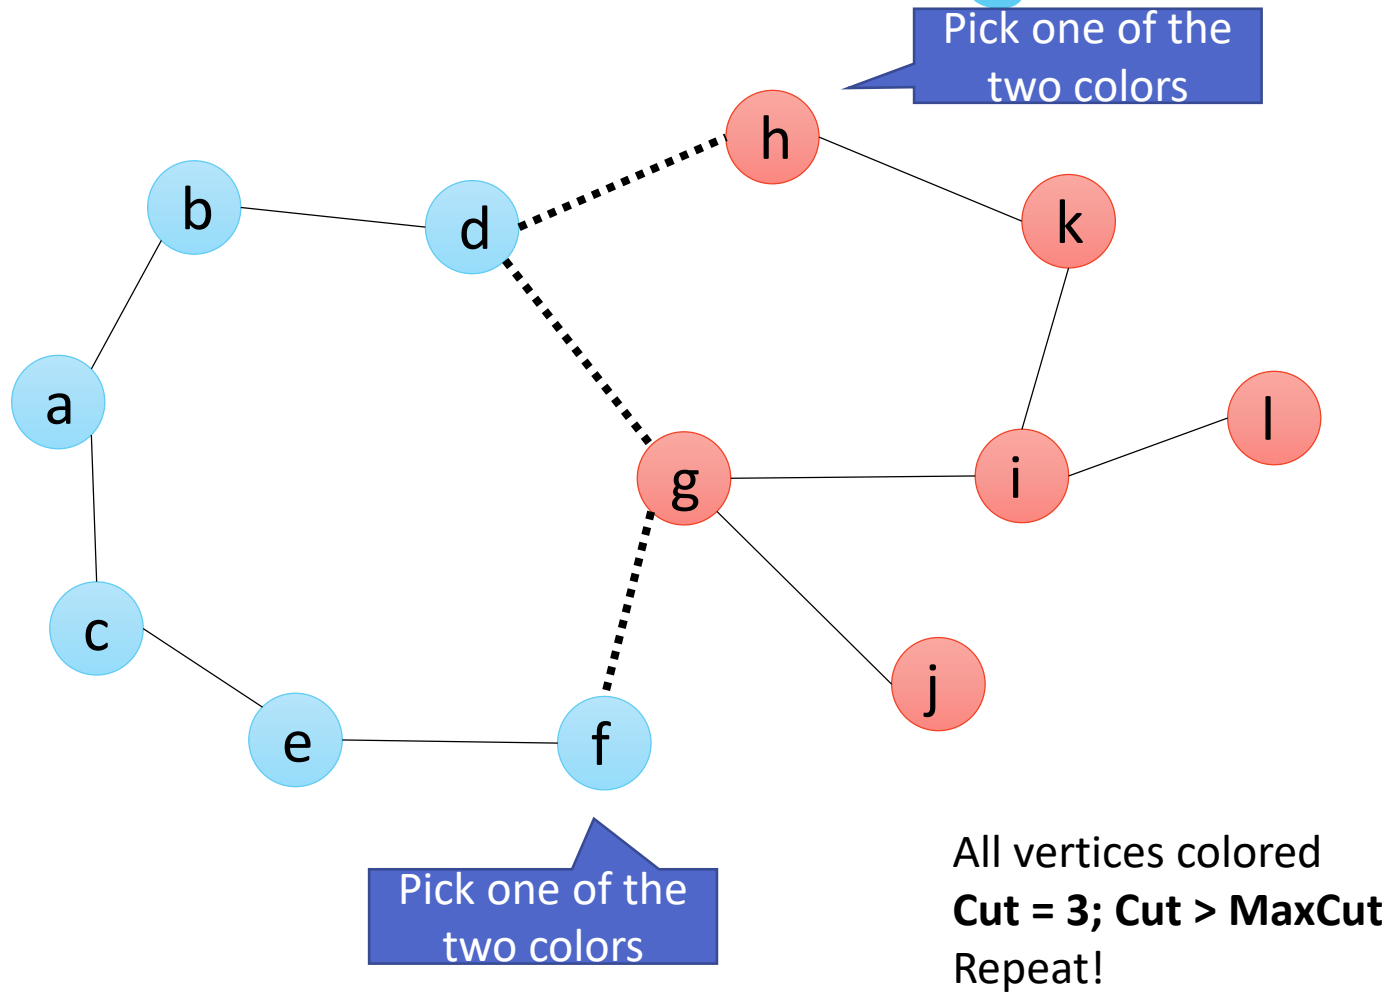 Pick one of the
two colors
h
k
b
d
a
l
g
i
c
j
e
f
Pick one of the
two colors
All vertices colored
Cut = 3; Cut > MaxCut
Repeat!